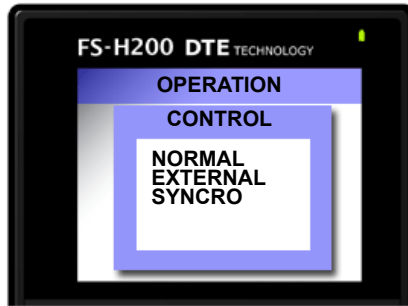 FS-H200 DTE TECHNOLOGY
OPERATION
CONTROL
NORMAL
EXTERNAL
SYNCRO